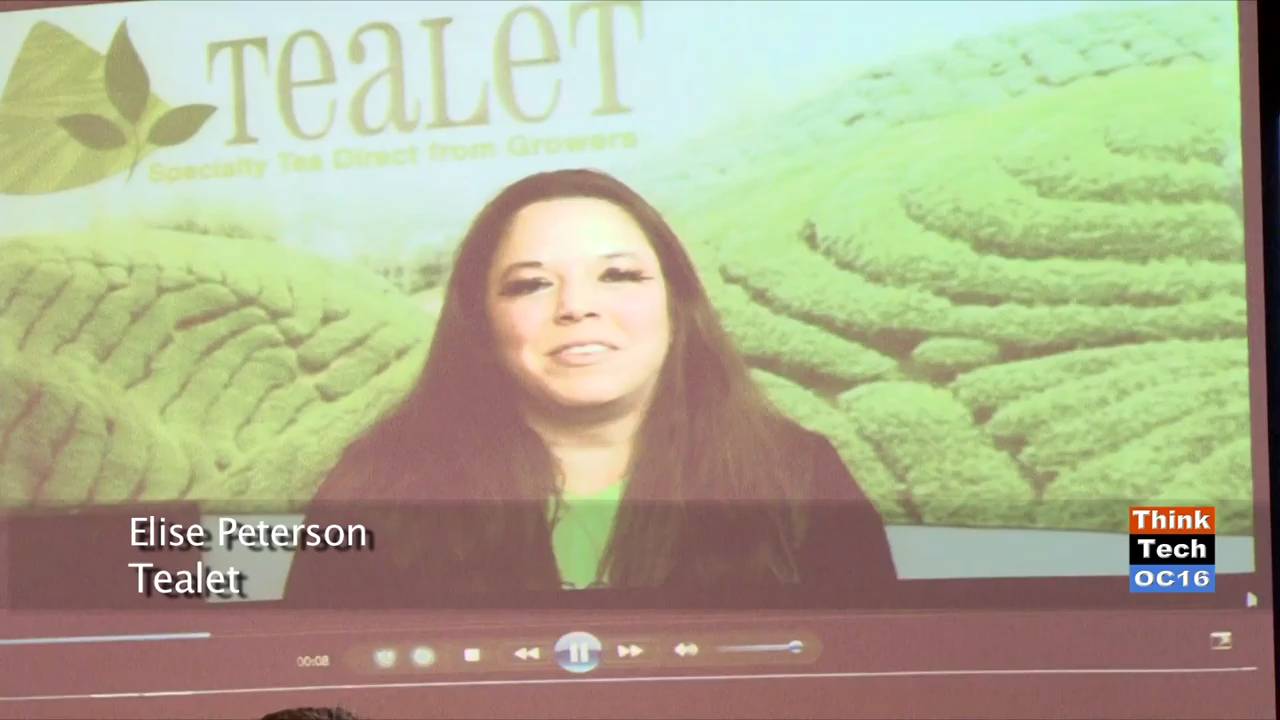 TEALET
Specialty Tea Direct from Growers
Elise Peterson
Tealet
Think
Tech
OC16
00:08